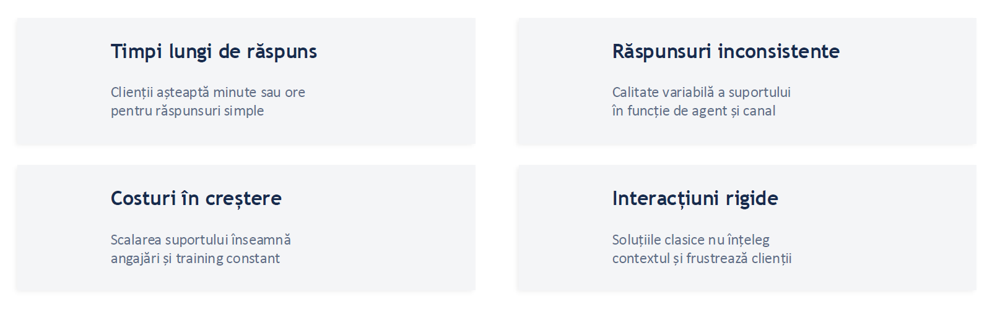 Timpi lungi de răspuns
Clienții așteaptă minute sau ore
pentru răspunsuri simple
Răspunsuri inconsistente
Calitate variabilă a suportului
în funcție de agent și canal
Costuri în creștere
Scalarea suportului înseamnă
angajări și training constant
Interacțiuni rigide
Soluțiile clasice nu înțeleg
contextul și frustrează clienții